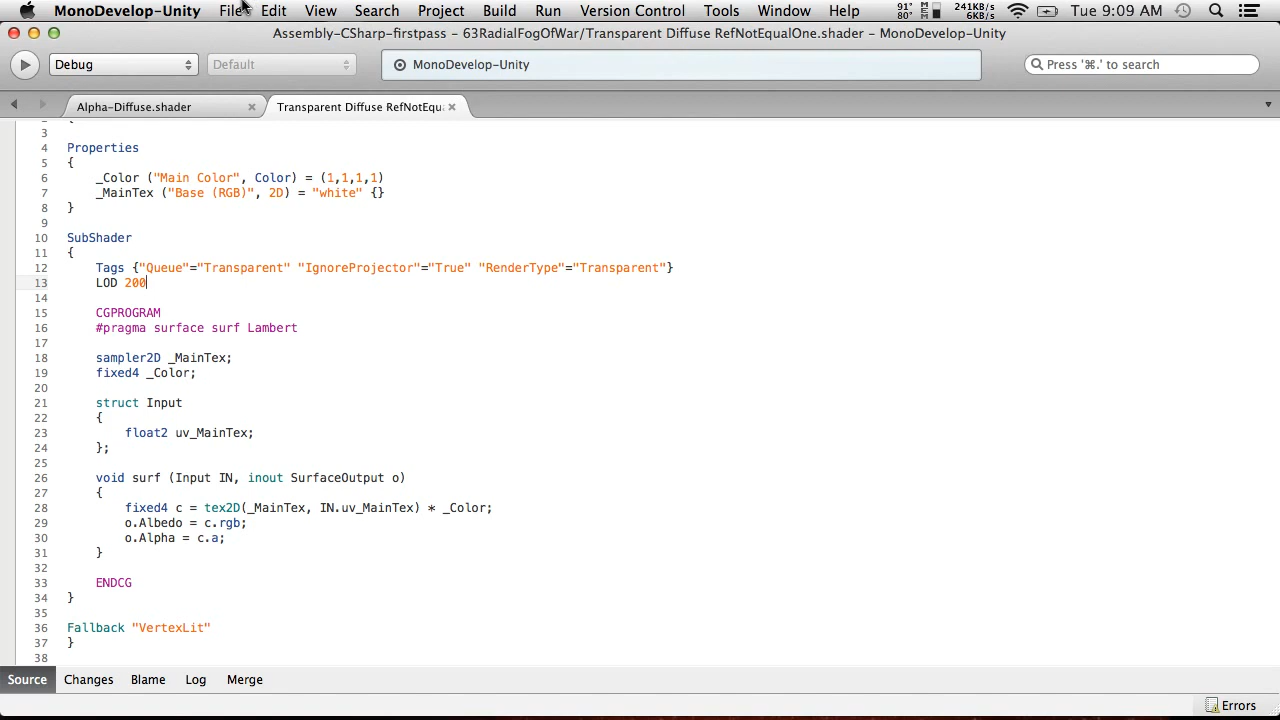 MonoDevelop-Unity File Edit View Search Project Build Run Version Control Tools Window Help 91° 80° MEM 241KB/s 6KB/s Tue 9:09 AM
Assembly-CSharp-firstpass – 63RadialFogOfWar/Transparent Diffuse RefNotEqualOne.shader – MonoDevelop-Unity
Debug Default MonoDevelop-Unity Press '⌘.' to search
Alpha-Diffuse.shader × Transparent Diffuse RefNotEqu ×
2 {
3
4 Properties
5 {
6 _Color ("Main Color", Color) = (1,1,1,1)
7 _MainTex ("Base (RGB)", 2D) = "white" {}
8 }
9
10 SubShader
11 {
12 Tags {"Queue"="Transparent" "IgnoreProjector"="True" "RenderType"="Transparent"}
13 LOD 200
14
15 CGPROGRAM
16 #pragma surface surf Lambert
17
18 sampler2D _MainTex;
19 fixed4 _Color;
20
21 struct Input
22 {
23 float2 uv_MainTex;
24 };
25
26 void surf (Input IN, inout SurfaceOutput o)
27 {
28 fixed4 c = tex2D(_MainTex, IN.uv_MainTex) * _Color;
29 o.Albedo = c.rgb;
30 o.Alpha = c.a;
31 }
32
33 ENDCG
34 }
35
36 Fallback "VertexLit"
37 }
38
Source Changes Blame Log Merge
Errors